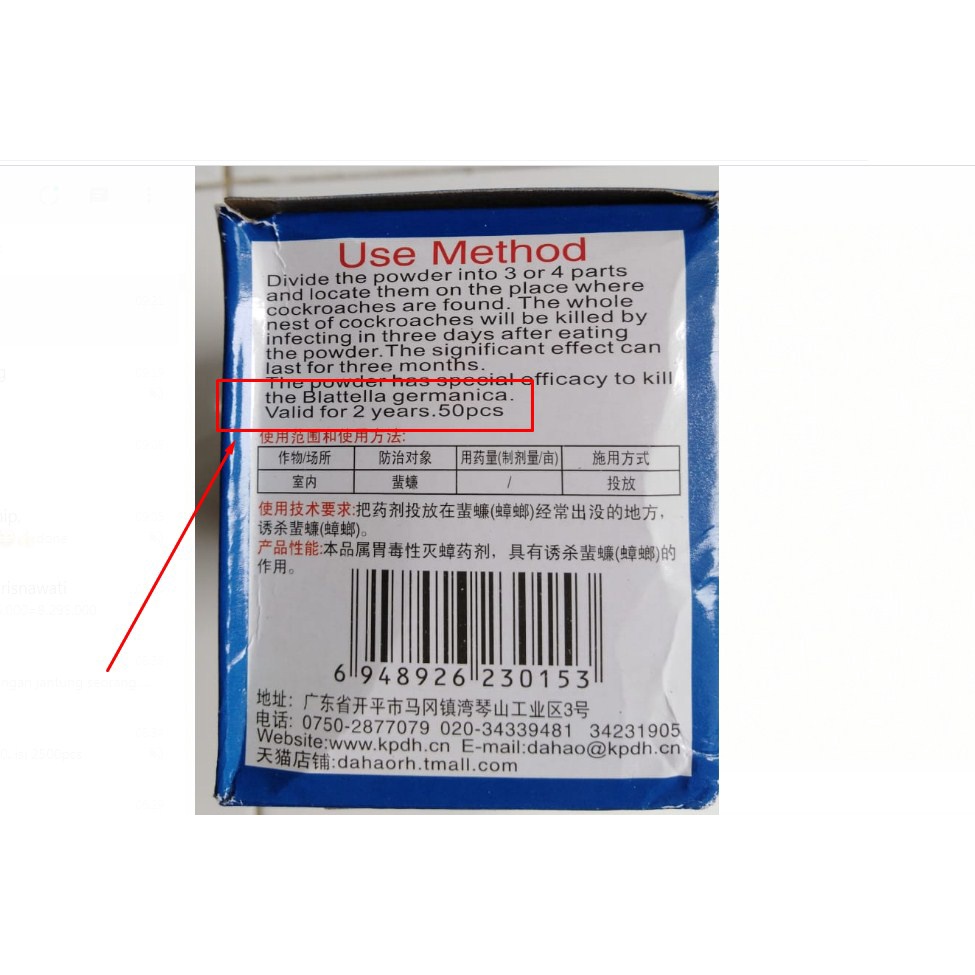 Use Method
Divide the powder into 3 or 4 parts
and locate them on the place where
cockroaches are found. The whole
nest of cockroaches will be killed by
infecting in three days after eating
the powder.The significant effect can
last for three months.
The powder has special efficacy to kill
the Blattella germanica.
Valid for 2 years.50pcs
使用范围和使用方法:
作物/场所 防治对象 用药量(制剂量/亩) 施用方式
室内 蜚蠊 / 投放
使用技术要求:把药剂投放在蜚蠊(蟑螂)经常出没的地方，
诱杀蜚蠊(蟑螂)。
产品性能:本品属胃毒性灭蟑药剂，具有诱杀蜚蠊(蟑螂)的
作用。
6 948926 230153
地址：广东省开平市马冈镇湾琴山工业区3号
电话: 0750-2877079 020-34339481 34231905
Website:www.kpdh.cn E-mail:dahao@kpdh.cn
天猫店铺:dahaorh.tmall.com